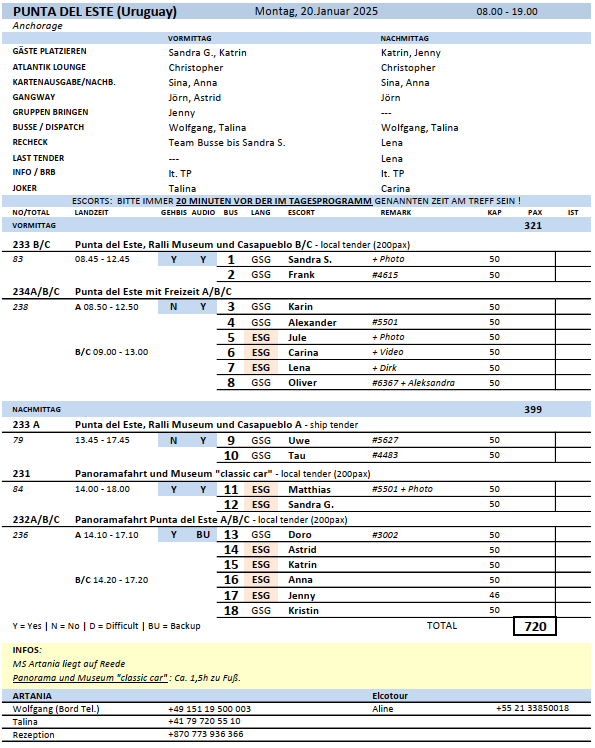 PUNTA DEL ESTE (Uruguay) Montag, 20.Januar 2025 08.00 - 19.00
Anchorage
VORMITTAG NACHMITTAG
GÄSTE PLATZIEREN Sandra G., Katrin Katrin, Jenny
ATLANTIK LOUNGE Christopher Christopher
KARTENAUSGABE/NACHB. Sina, Anna Sina, Anna
GANGWAY Jörn, Astrid Jörn
GRUPPEN BRINGEN Jenny ---
BUSSE / DISPATCH Wolfgang, Talina Wolfgang, Talina
RECHECK Team Busse bis Sandra S. Lena
LAST TENDER --- Lena
INFO / BRB lt. TP lt. TP
JOKER Talina Carina
ESCORTS: BITTE IMMER 20 MINUTEN VOR DER IM TAGESPROGRAMM GENANNTEN ZEIT AM TREFF SEIN !
NO/TOTAL LANDZEIT GEHBIS AUDIO BUS LANG ESCORT REMARK KAP PAX IST
VORMITTAG 321
233 B/C Punta del Este, Ralli Museum und Casapueblo B/C - local tender (200pax)
83 08.45 - 12.45 Y Y 1 GSG Sandra S. + Photo 50
2 GSG Frank #4615 50
234A/B/C Punta del Este mit Freizeit A/B/C
238 A 08.50 - 12.50 N Y 3 GSG Karin 50
4 GSG Alexander #5501 50
5 ESG Jule + Photo 50
B/C 09.00 - 13.00 6 ESG Carina + Video 50
7 ESG Lena + Dirk 50
8 GSG Oliver #6367 + Aleksandra 50
NACHMITTAG 399
233 A Punta del Este, Ralli Museum und Casapueblo A - ship tender
79 13.45 - 17.45 N Y 9 GSG Uwe #5627 50
10 GSG Tau #4483 50
231 Panoramafahrt und Museum "classic car" - local tender (200pax)
84 14.00 - 18.00 Y Y 11 ESG Matthias #5501 + Photo 50
12 ESG Sandra G. 50
232A/B/C Panoramafahrt Punta del Este A/B/C - local tender (200pax)
236 A 14.10 - 17.10 Y BU 13 GSG Doro #3002 50
14 ESG Astrid 50
15 ESG Katrin 50
B/C 14.20 - 17.20 16 ESG Anna 50
17 ESG Jenny 46
18 GSG Kristin 50
Y = Yes | N = No | D = Difficult | BU = Backup TOTAL 720
INFOS:
MS Artania liegt auf Reede
Panorama und Museum "classic car" : Ca. 1,5h zu Fuß.
ARTANIA Elcotour
Wolfgang (Bord Tel.) +49 151 19 500 003 Aline +55 21 33850018
Talina +41 79 720 55 10
Rezeption +870 773 936 366